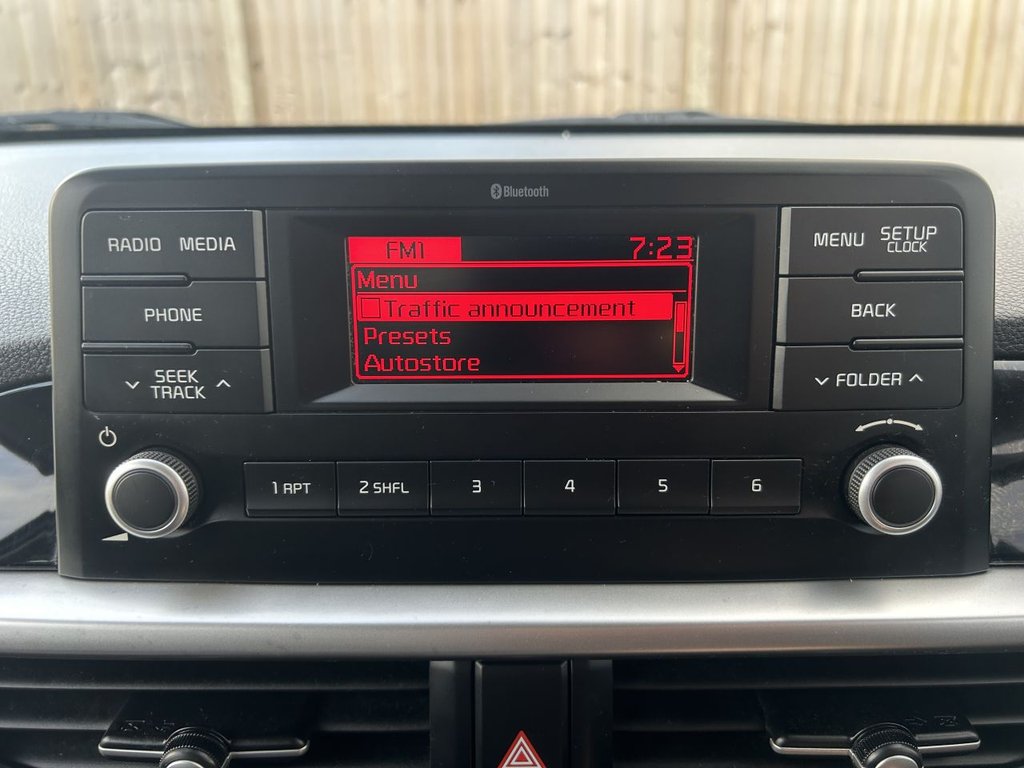 Bluetooth
RADIO MEDIA
PHONE
SEEK
TRACK
FM1 7:23
Menu
Traffic announcement
Presets
Autostore
MENU SETUP
CLOCK
BACK
FOLDER
1 RPT 2 SHFL 3 4 5 6